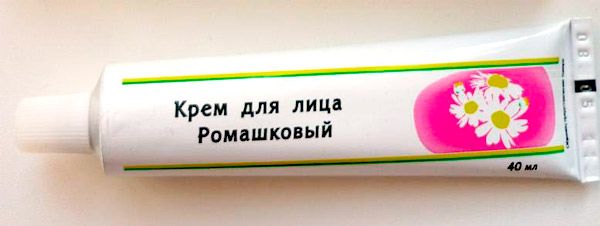 Крем для лица
Ромашковый
40 мл